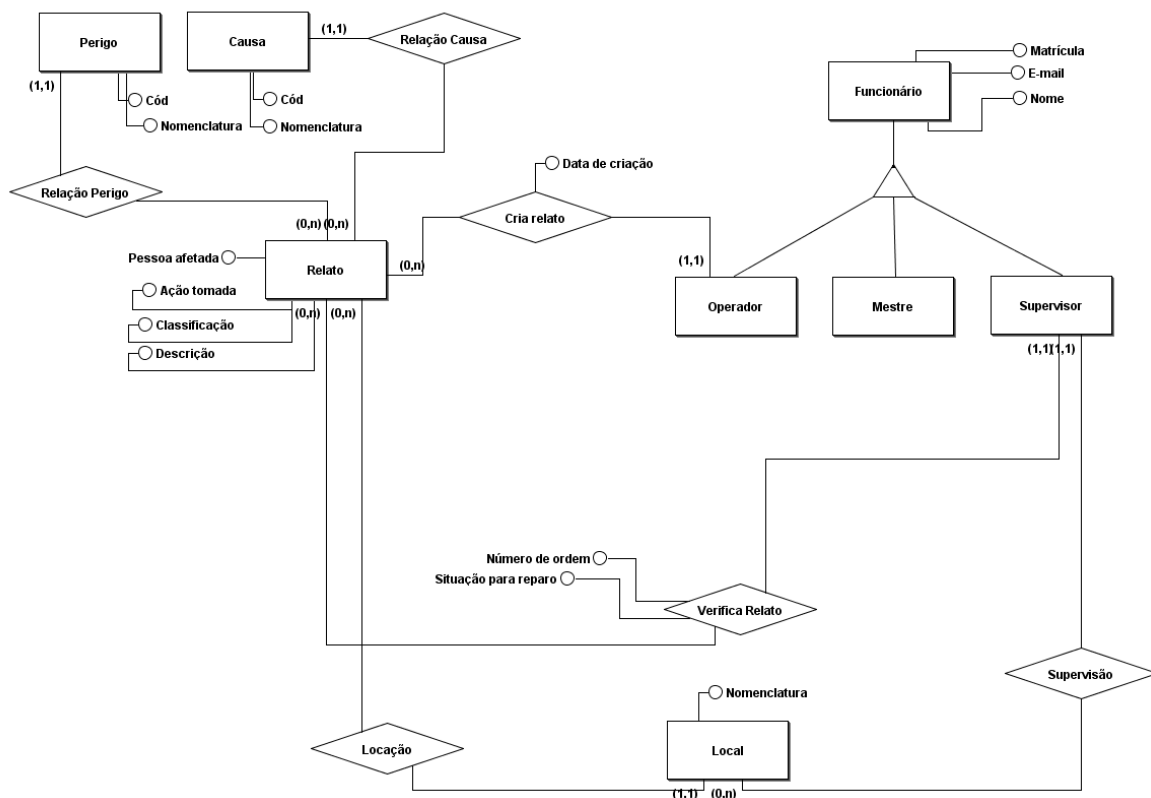 Perigo
Causa
(1,1)
Relação Causa
(1,1)
Cód
Nomenclatura
Cód
Nomenclatura
Matrícula
E-mail
Nome
Funcionário
Relação Perigo
Data de criação
Cria relato
(0,n)
(0,n)
(0,n)
(1,1)
Pessoa afetada
Relato
Ação tomada
Classificação
Descrição
(0,n)
(0,n)
Operador
Mestre
Supervisor
(1,1)
(1,1)
Número de ordem
Situação para reparo
Verifica Relato
Supervisão
Nomenclatura
Locação
Local
(1,1)
(0,n)